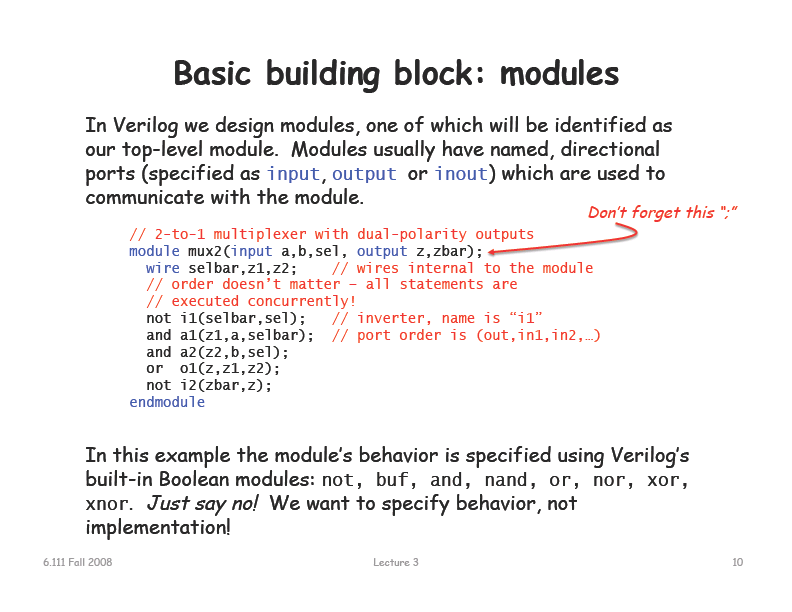 Basic building block: modules
In Verilog we design modules, one of which will be identified as
our top-level module.  Modules usually have named, directional
ports (specified as input, output or inout) which are used to
communicate with the module.
Don’t forget this “;”
// 2-to-1 multiplexer with dual-polarity outputs
module mux2(input a,b,sel, output z,zbar);
  wire selbar,z1,z2;    // wires internal to the module
  // order doesn’t matter – all statements are
  // executed concurrently!
  not i1(selbar,sel);   // inverter, name is “i1”
  and a1(z1,a,selbar);  // port order is (out,in1,in2,…)
  and a2(z2,b,sel);
  or  o1(z,z1,z2);
  not i2(zbar,z);
endmodule
In this example the module’s behavior is specified using Verilog’s
built-in Boolean modules: not, buf, and, nand, or, nor, xor,
xnor.  Just say no!  We want to specify behavior, not
implementation!
6.111 Fall 2008
Lecture 3
10